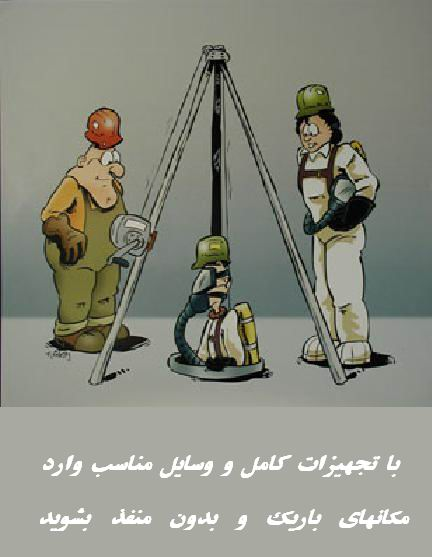 با تجهیزات کامل و وسایل مناسب وارد
مکانهای باریک و بدون منفذ بشوید